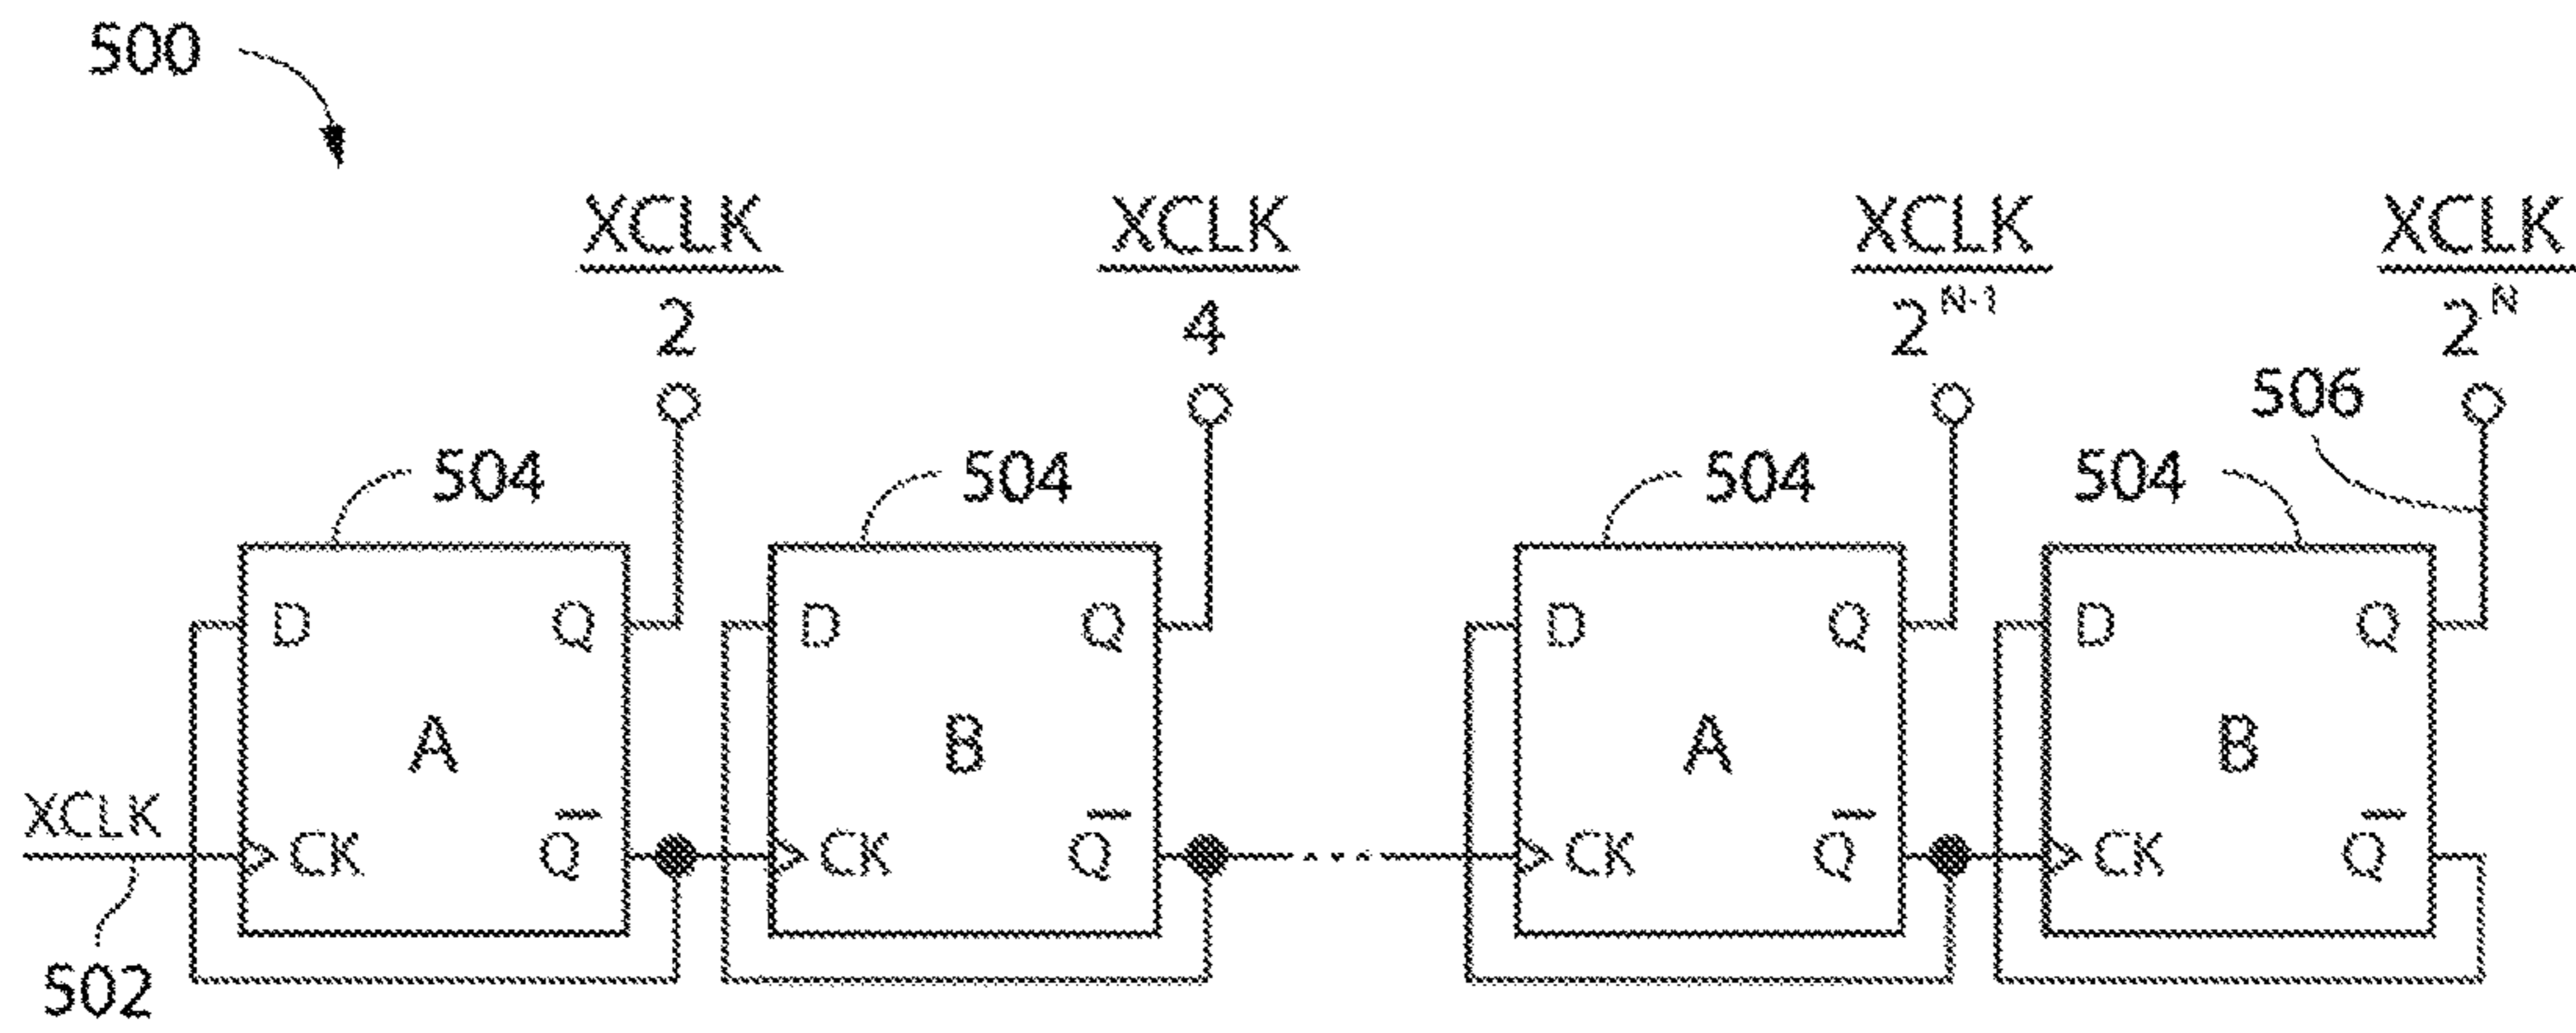 500
XCLK XCLK XCLK XCLK
2 4 2^N-1 2^N
506
504 504 504 504
D Q D Q D Q D Q
A B A B
XCLK
CK Q̅ CK Q̅ ... CK Q̅ CK Q̅
502